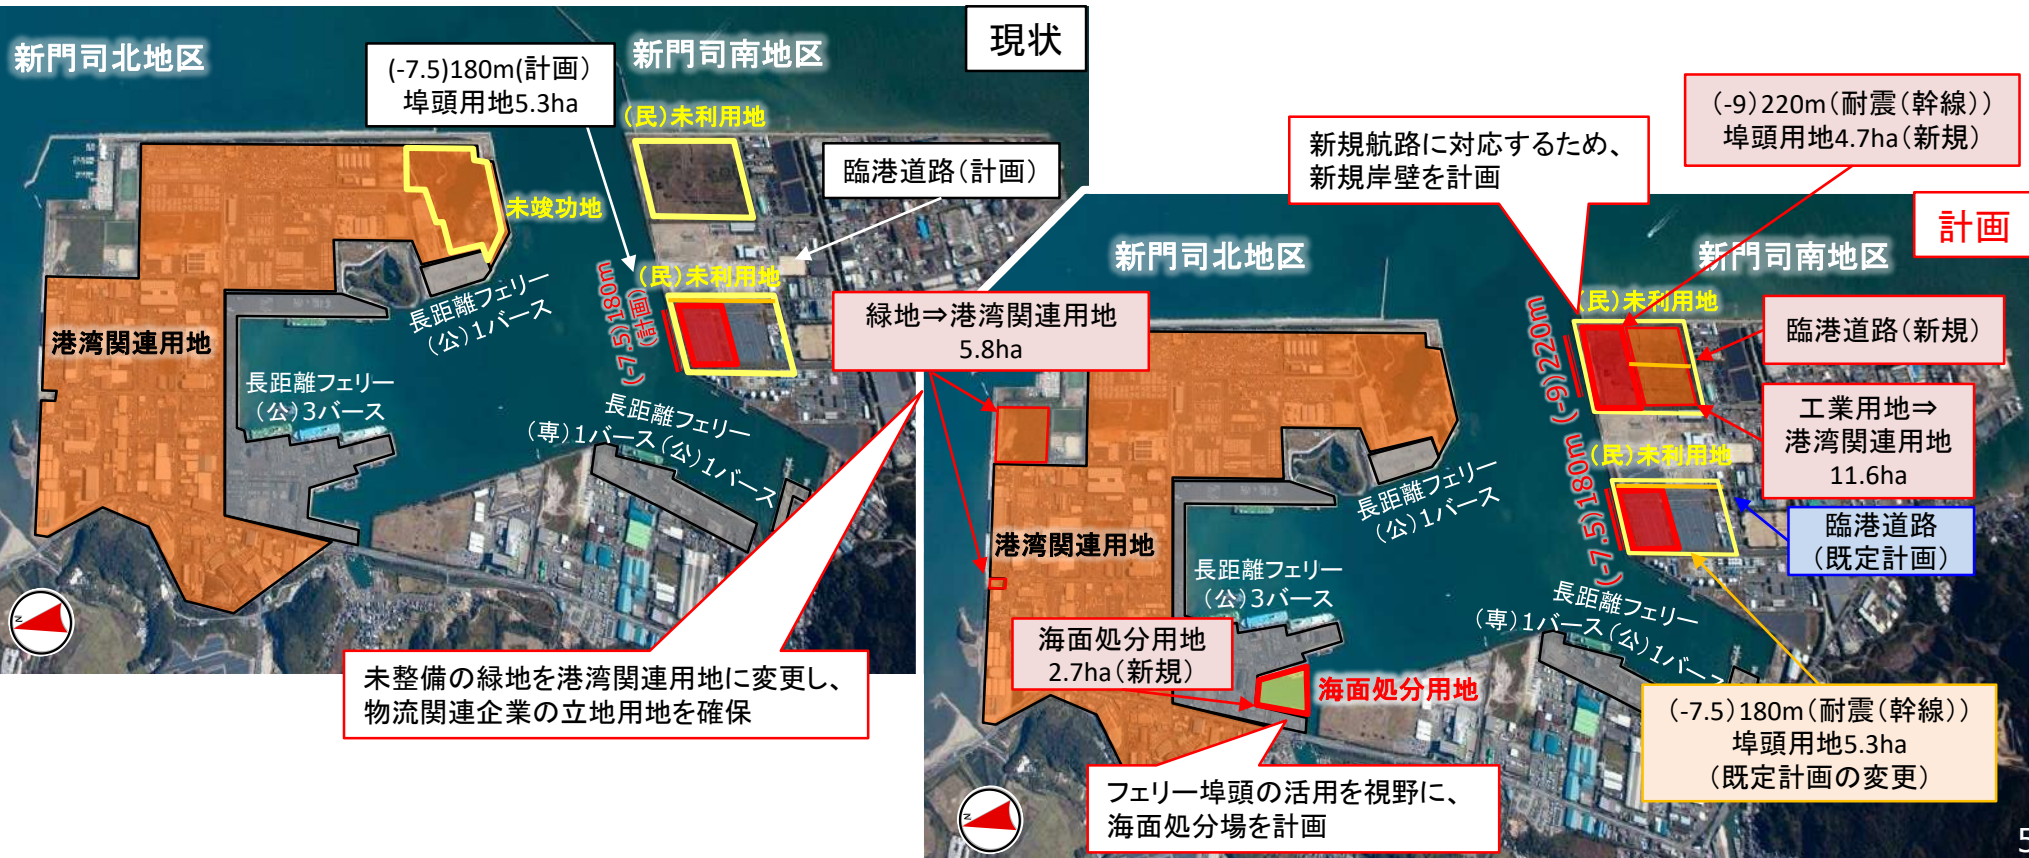 現状
新門司北地区
新門司南地区
(-7.5)180m(計画)
埠頭用地5.3ha
(民)未利用地
臨港道路(計画)
未竣功地
(民)未利用地
(-7.5)180m
(計画)
長距離フェリー
(公)1バース
港湾関連用地
長距離フェリー
(公)3バース
長距離フェリー
(専)1バース(公)1バース
N
未整備の緑地を港湾関連用地に変更し、
物流関連企業の立地用地を確保
計画
新門司北地区
新門司南地区
新規航路に対応するため、
新規岸壁を計画
(-9)220m(耐震(幹線))
埠頭用地4.7ha(新規)
(民)未利用地
(-9)220m
臨港道路(新規)
緑地⇒港湾関連用地
5.8ha
工業用地⇒
港湾関連用地
11.6ha
(民)未利用地
(-7.5)180m
臨港道路
(既定計画)
長距離フェリー
(公)1バース
港湾関連用地
長距離フェリー
(公)3バース
長距離フェリー
(専)1バース(公)1バース
海面処分用地
2.7ha(新規)
海面処分用地
(-7.5)180m(耐震(幹線))
埠頭用地5.3ha
(既定計画の変更)
フェリー埠頭の活用を視野に、
海面処分場を計画
N
5